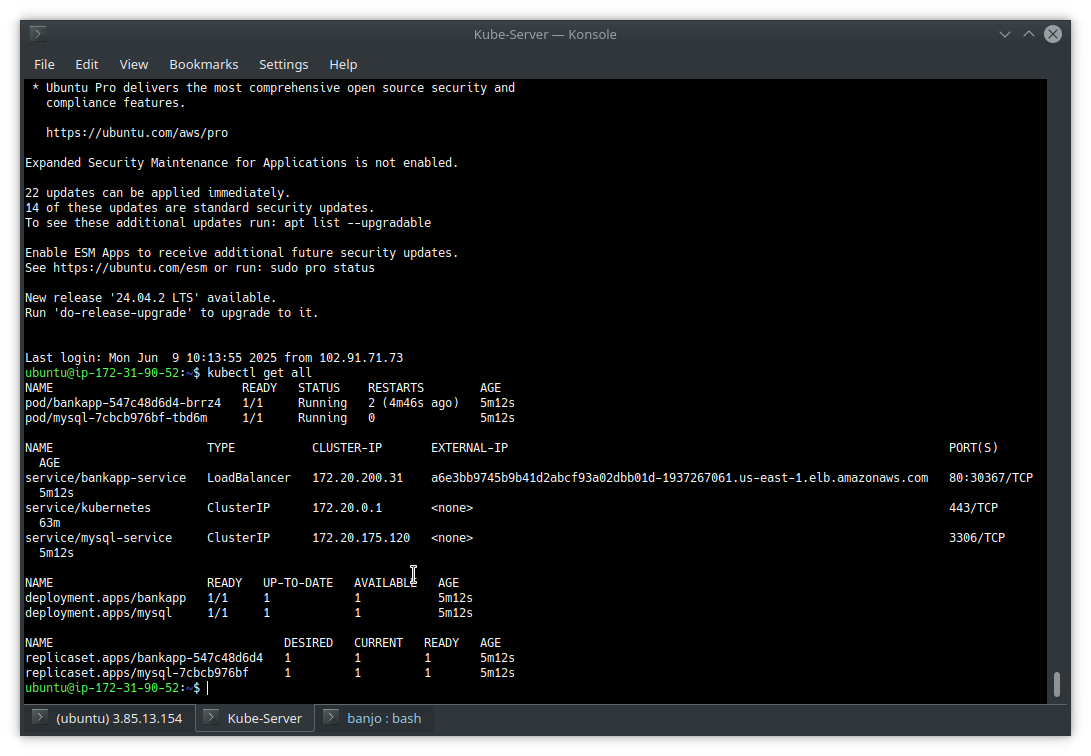 Kube-Server — Konsole
File Edit View Bookmarks Settings Help
* Ubuntu Pro delivers the most comprehensive open source security and
compliance features.
https://ubuntu.com/aws/pro
Expanded Security Maintenance for Applications is not enabled.
22 updates can be applied immediately.
14 of these updates are standard security updates.
To see these additional updates run: apt list --upgradable
Enable ESM Apps to receive additional future security updates.
See https://ubuntu.com/esm or run: sudo pro status
New release '24.04.2 LTS' available.
Run 'do-release-upgrade' to upgrade to it.
Last login: Mon Jun  9 10:13:55 2025 from 102.91.71.73
ubuntu@ip-172-31-90-52:~$ kubectl get all
NAME READY STATUS RESTARTS AGE
pod/bankapp-547c48d6d4-brrz4 1/1 Running 2 (4m46s ago) 5m12s
pod/mysql-7cbcb976bf-tbd6m 1/1 Running 0 5m12s
NAME TYPE CLUSTER-IP EXTERNAL-IP PORT(S)
AGE
service/bankapp-service LoadBalancer 172.20.200.31 a6e3bb9745b9b41d2abcf93a02dbb01d-1937267061.us-east-1.elb.amazonaws.com 80:30367/TCP
5m12s
service/kubernetes ClusterIP 172.20.0.1 <none> 443/TCP
63m
service/mysql-service ClusterIP 172.20.175.120 <none> 3306/TCP
5m12s
NAME READY UP-TO-DATE AVAILABLE AGE
deployment.apps/bankapp 1/1 1 1 5m12s
deployment.apps/mysql 1/1 1 1 5m12s
NAME DESIRED CURRENT READY AGE
replicaset.apps/bankapp-547c48d6d4 1 1 1 5m12s
replicaset.apps/mysql-7cbcb976bf 1 1 1 5m12s
ubuntu@ip-172-31-90-52:~$
(ubuntu) 3.85.13.154 Kube-Server banjo : bash